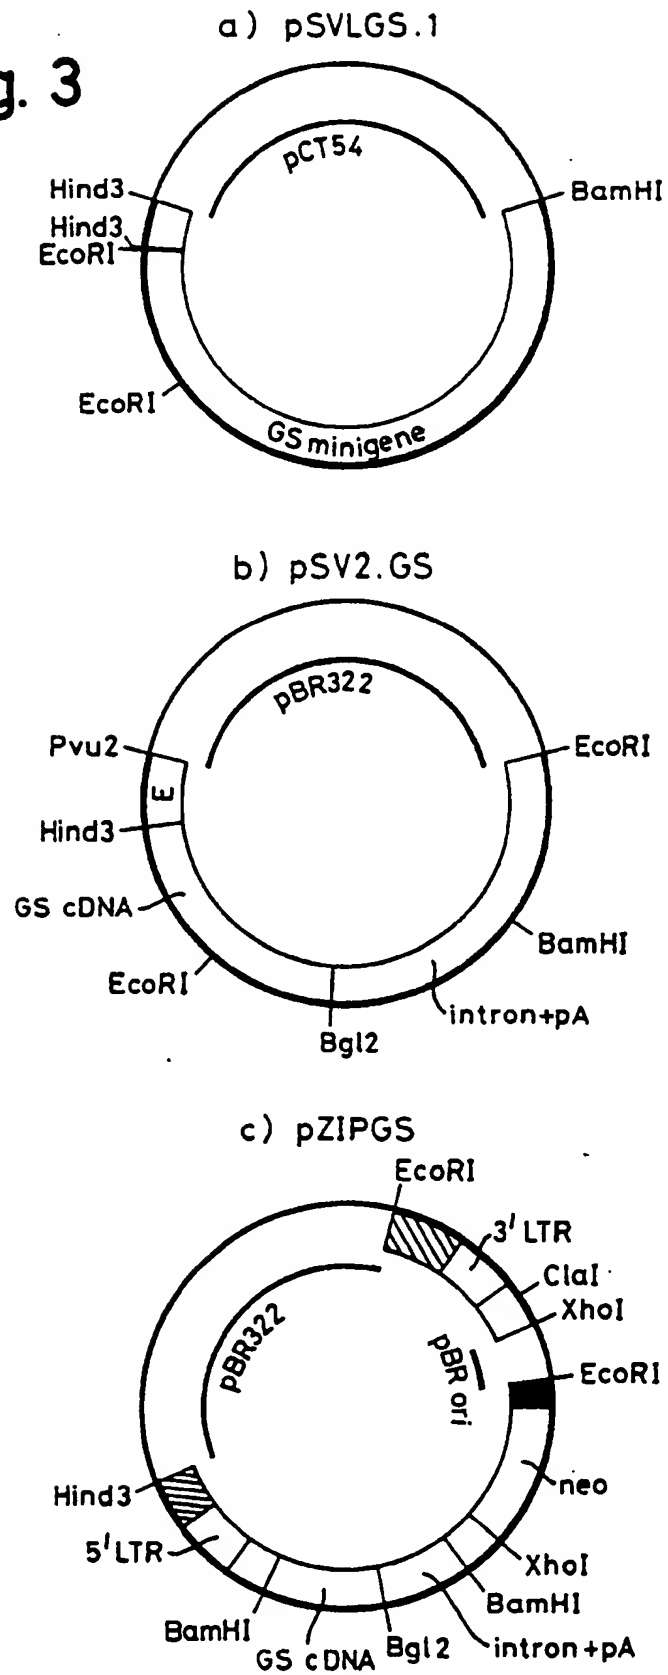 a) pSVLGS.1
g. 3
pCT54
Hind3
BamHI
Hind3
EcoRI
EcoRI
GS minigene
b) pSV2.GS
pBR322
Pvu2
EcoRI
E
Hind3
GS cDNA
BamHI
EcoRI
intron+pA
Bgl2
c) pZIPGS
EcoRI
3' LTR
ClaI
XhoI
pBR322
pBR ori
EcoRI
Hind3
neo
5' LTR
XhoI
BamHI
BamHI
GS cDNA
Bgl2
intron+pA